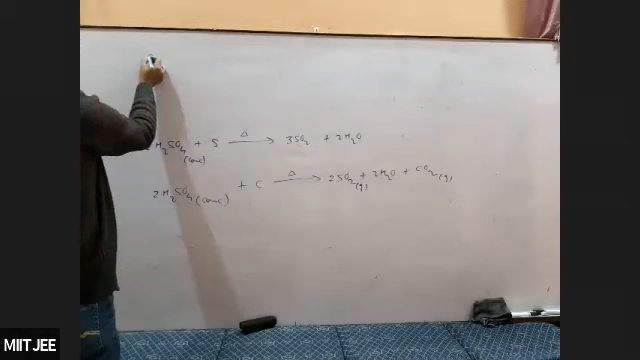 H₂SO₄ (conc) + S —Δ→ 3SO₂ + 2H₂O
2H₂SO₄ (conc) + C —Δ→ 2SO₂(g) + 2H₂O + CO₂(g)
MIIT JEE